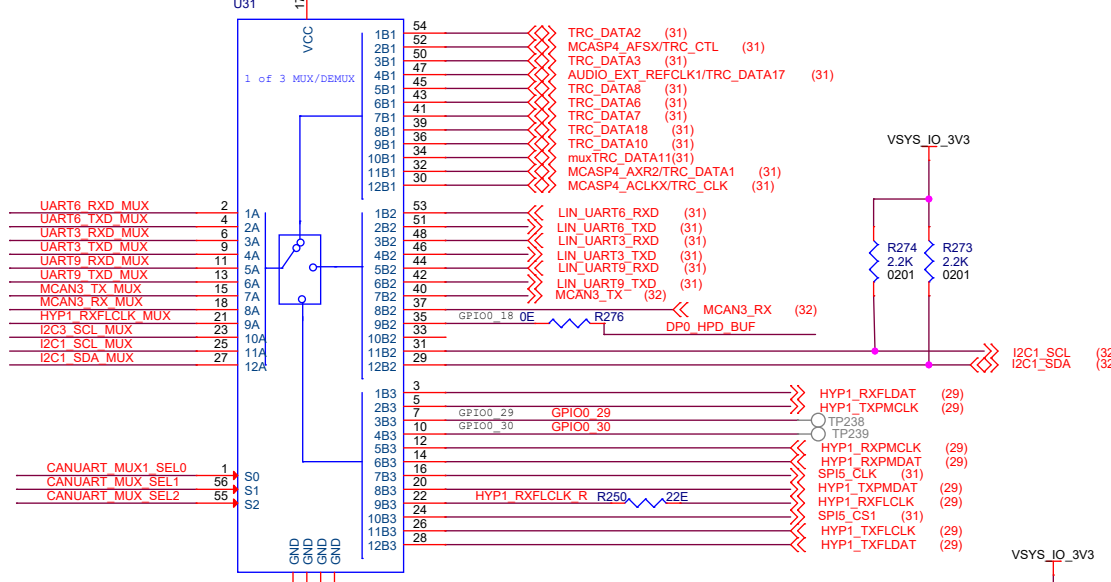 U31
17
VCC
1 of 3 MUX/DEMUX
1B1 54 TRC_DATA2 (31)
2B1 52 MCASP4_AFSX/TRC_CTL (31)
3B1 50 TRC_DATA3 (31)
4B1 47 AUDIO_EXT_REFCLK1/TRC_DATA17 (31)
5B1 45 TRC_DATA8 (31)
6B1 43 TRC_DATA6 (31)
7B1 41 TRC_DATA7 (31)
8B1 39 TRC_DATA18 (31)
9B1 36 TRC_DATA10 (31)
10B1 34 muxTRC_DATA11(31)
11B1 32 MCASP4_AXR2/TRC_DATA1 (31)
12B1 30 MCASP4_ACLKX/TRC_CLK (31)
VSYS_IO_3V3
R274 2.2K 0201
R273 2.2K 0201
UART6_RXD_MUX 2 1A
UART6_TXD_MUX 4 2A
UART3_RXD_MUX 6 3A
UART3_TXD_MUX 9 4A
UART9_RXD_MUX 11 5A
UART9_TXD_MUX 13 6A
MCAN3_TX_MUX 15 7A
MCAN3_RX_MUX 18 8A
HYP1_RXFLCLK_MUX 21 9A
I2C3_SCL_MUX 23 10A
I2C1_SCL_MUX 25 11A
I2C1_SDA_MUX 27 12A
1B2 53 LIN_UART6_RXD (31)
2B2 51 LIN_UART6_TXD (31)
3B2 48 LIN_UART3_RXD (31)
4B2 46 LIN_UART3_TXD (31)
5B2 44 LIN_UART9_RXD (31)
6B2 42 LIN_UART9_TXD (31)
7B2 40 MCAN3_TX (32)
8B2 37 MCAN3_RX (32)
9B2 35 GPIO0_18 0E R276 DP0_HPD_BUF
10B2 33
11B2 31 I2C1_SCL (32
12B2 29 I2C1_SDA (32
1B3 3 HYP1_RXFLDAT (29)
2B3 5 HYP1_TXPMCLK (29)
3B3 7 GPIO0_29 GPIO0_29 TP238
4B3 10 GPIO0_30 GPIO0_30 TP239
5B3 12 HYP1_RXPMCLK (29)
6B3 14 HYP1_RXPMDAT (29)
7B3 16 SPI5_CLK (31)
8B3 20 HYP1_TXPMDAT (29)
9B3 22 HYP1_RXFLCLK_R R250 22E HYP1_RXFLCLK (29)
10B3 24 SPI5_CS1 (31)
11B3 26 HYP1_TXFLCLK (29)
12B3 28 HYP1_TXFLDAT (29)
CANUART_MUX1_SEL0 1 S0
CANUART_MUX_SEL1 56 S1
CANUART_MUX_SEL2 55 S2
GND GND GND GND
VSYS_IO_3V3